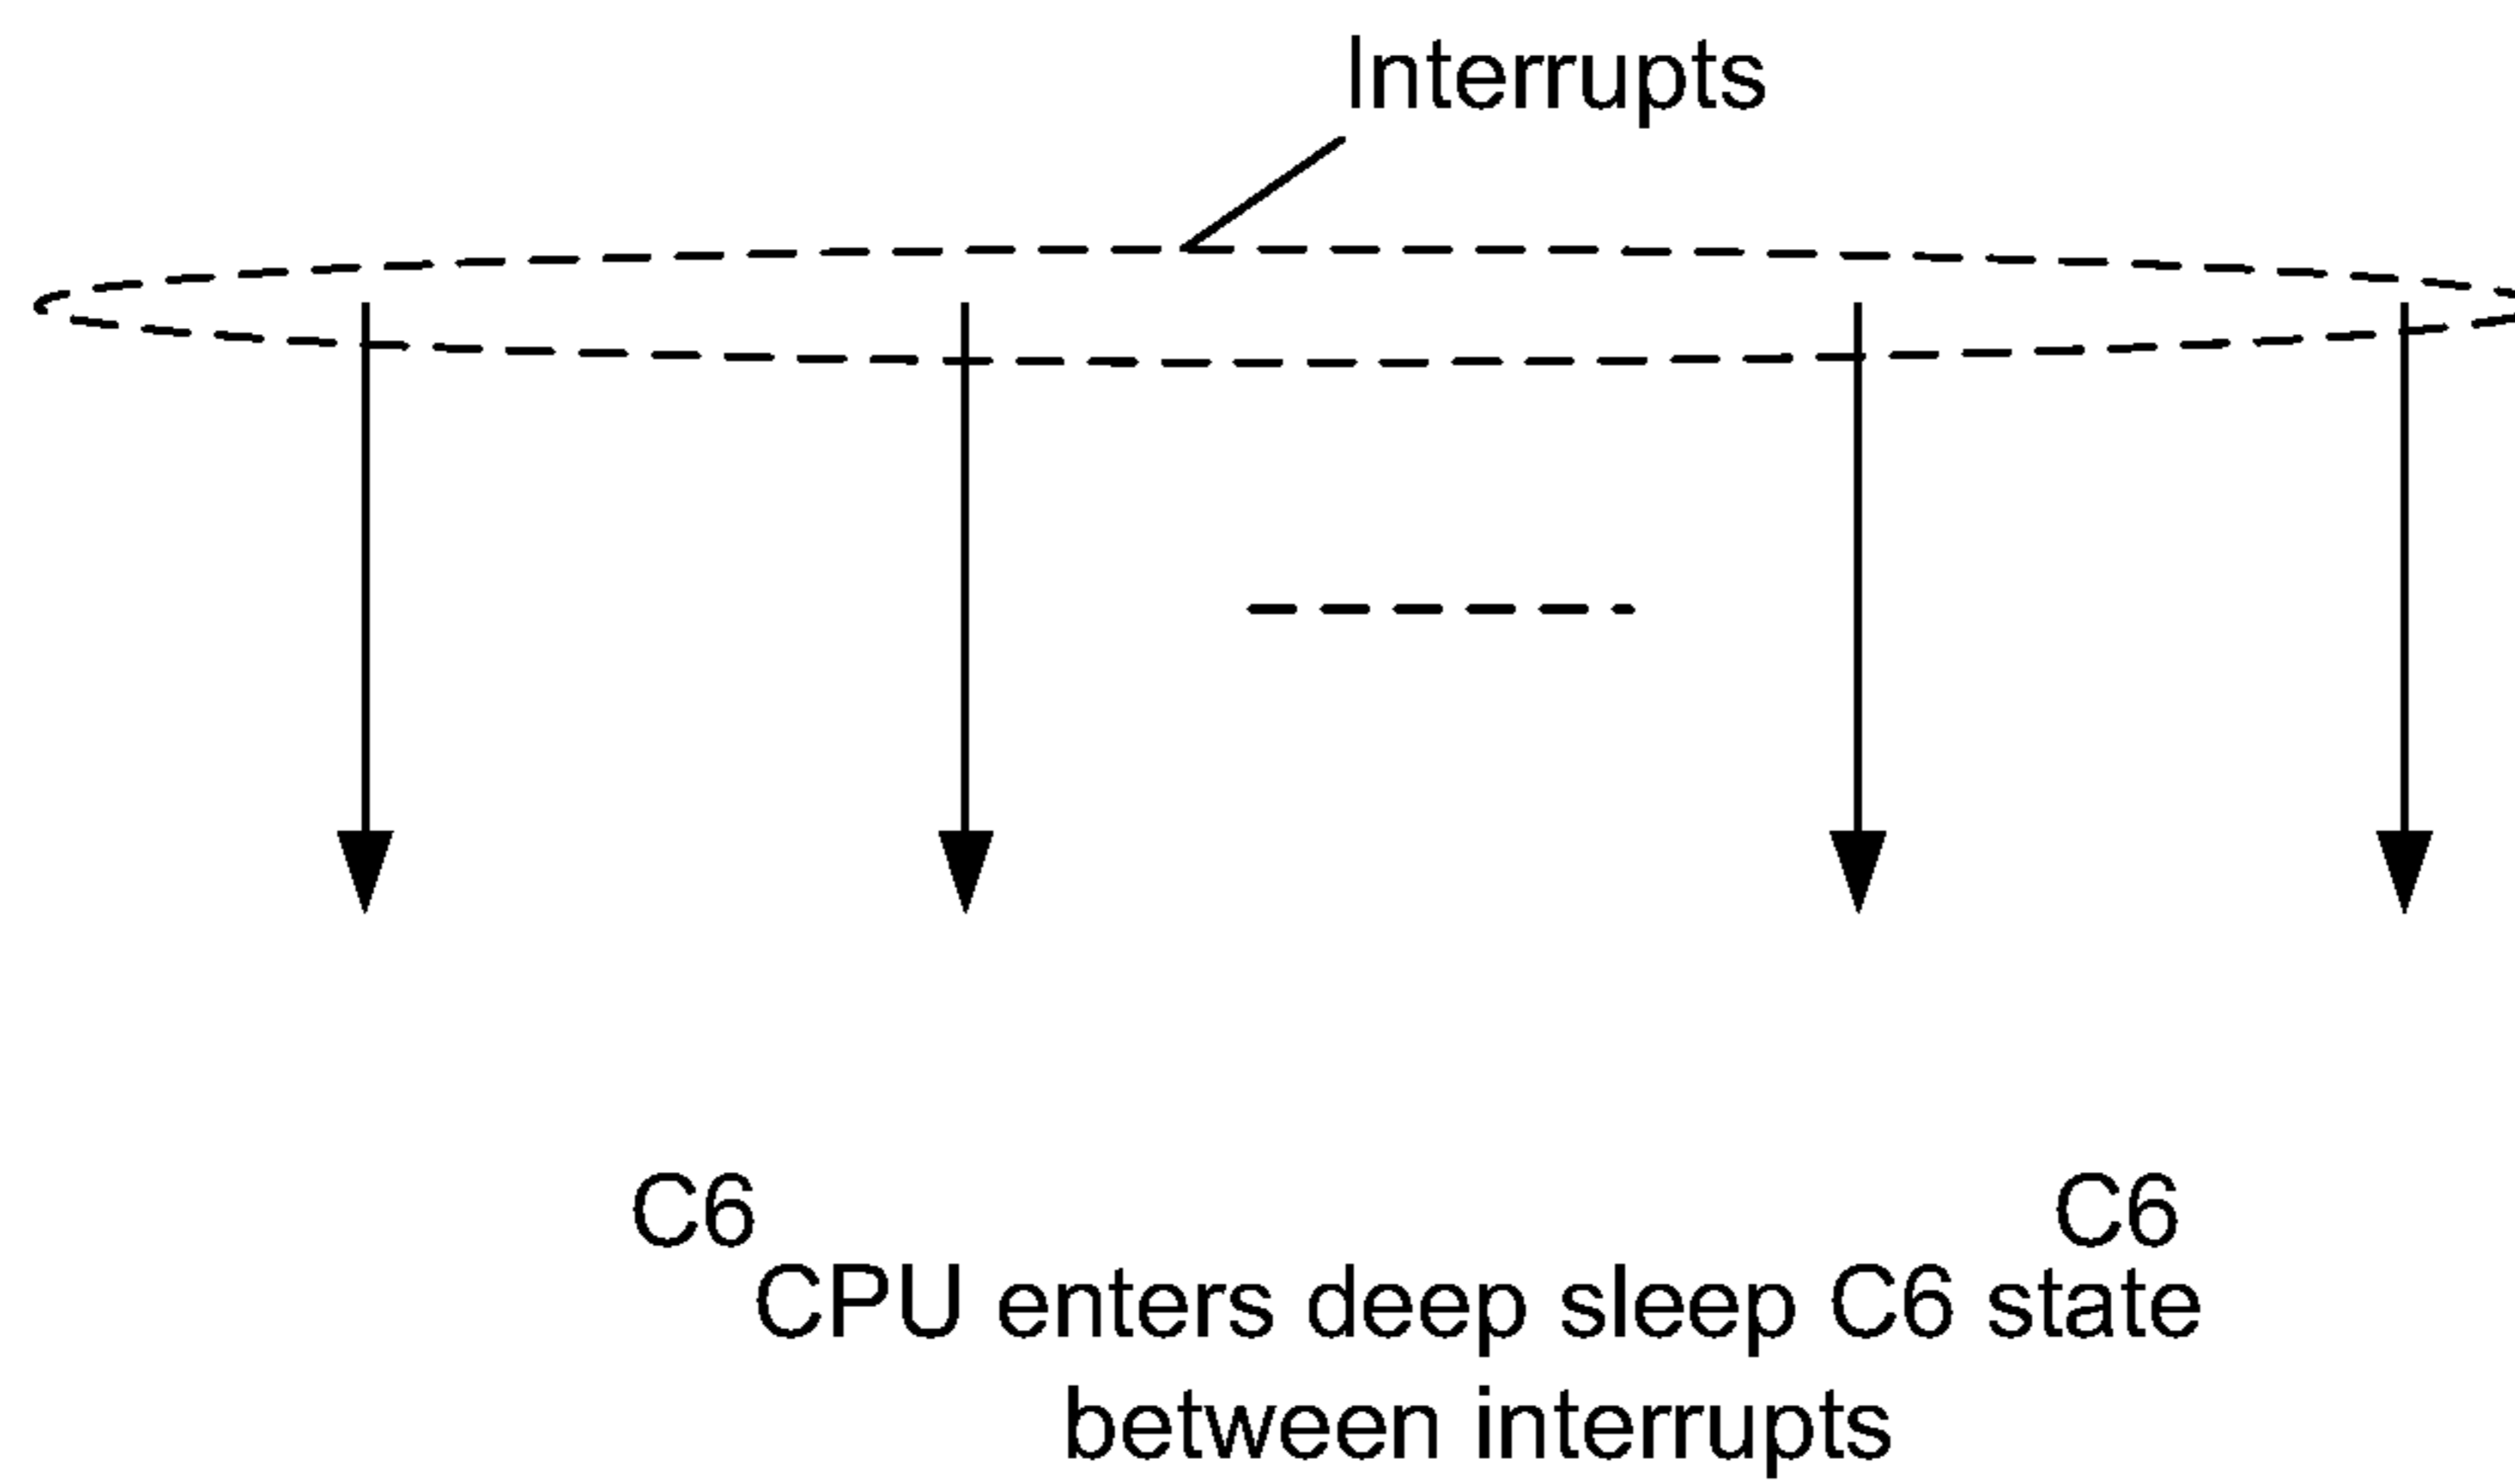 Interrupts
C6
C6
CPU enters deep sleep C6 state
between interrupts